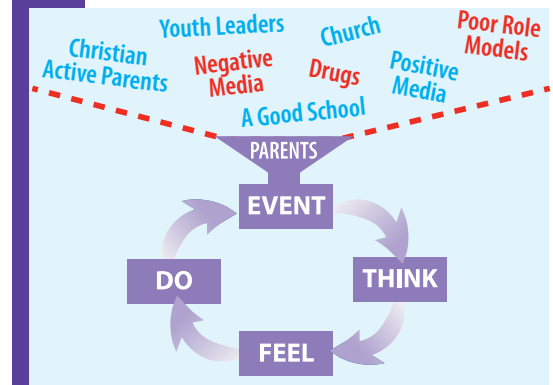 Youth Leaders
Church
Poor Role
Models
Christian
Active Parents
Negative
Media
Drugs
Positive
Media
A Good School
PARENTS
EVENT
DO
THINK
FEEL